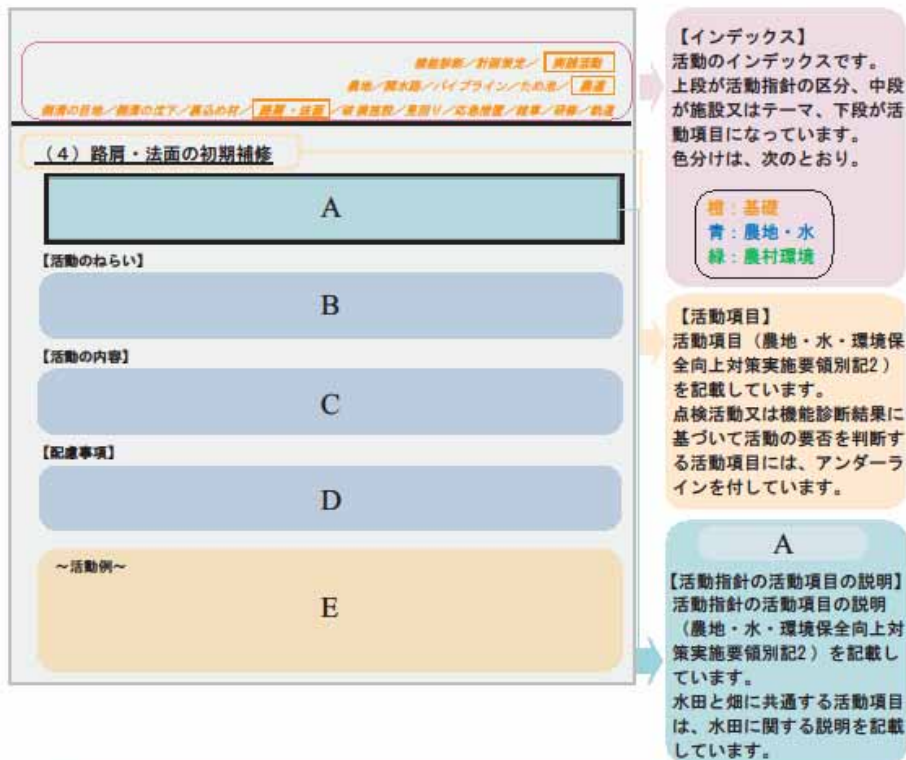 機能診断／計画策定／ 実践活動
農地／開水路／パイプライン／ため池／ 農道
側溝の目地／側溝の沈下／裏込め材／ 路肩・法面 ／破損施設／見回り／応急措置／雑草／研修／軌道
（４）路肩・法面の初期補修
A
【活動のねらい】
B
【活動の内容】
C
【配慮事項】
D
～活動例～
E
【インデックス】
活動のインデックスです。
上段が活動指針の区分、中段
が施設又はテーマ、下段が活
動項目になっています。
色分けは、次のとおり。
橙：基礎
青：農地・水
緑：農村環境
【活動項目】
活動項目（農地・水・環境保
全向上対策実施要領別記2）
を記載しています。
点検活動又は機能診断結果に
基づいて活動の要否を判断す
る活動項目には、アンダーラ
インを付しています。
A
【活動指針の活動項目の説明】
活動指針の活動項目の説明
（農地・水・環境保全向上対
策実施要領別記2）を記載し
ています。
水田と畑に共通する活動項目
は、水田に関する説明を記載
しています。